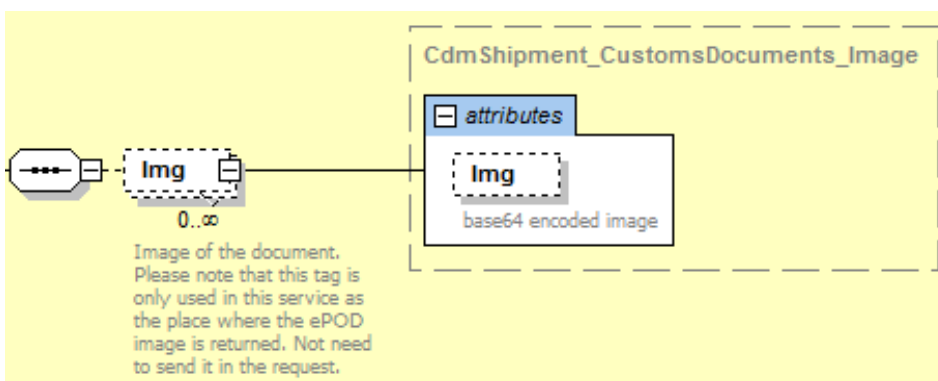 CdmShipment_CustomsDocuments_Image
attributes
Img
Img
0..∞
base64 encoded image
Image of the document.
Please note that this tag is
only used in this service as
the place where the ePOD
image is returned. Not need
to send it in the request.